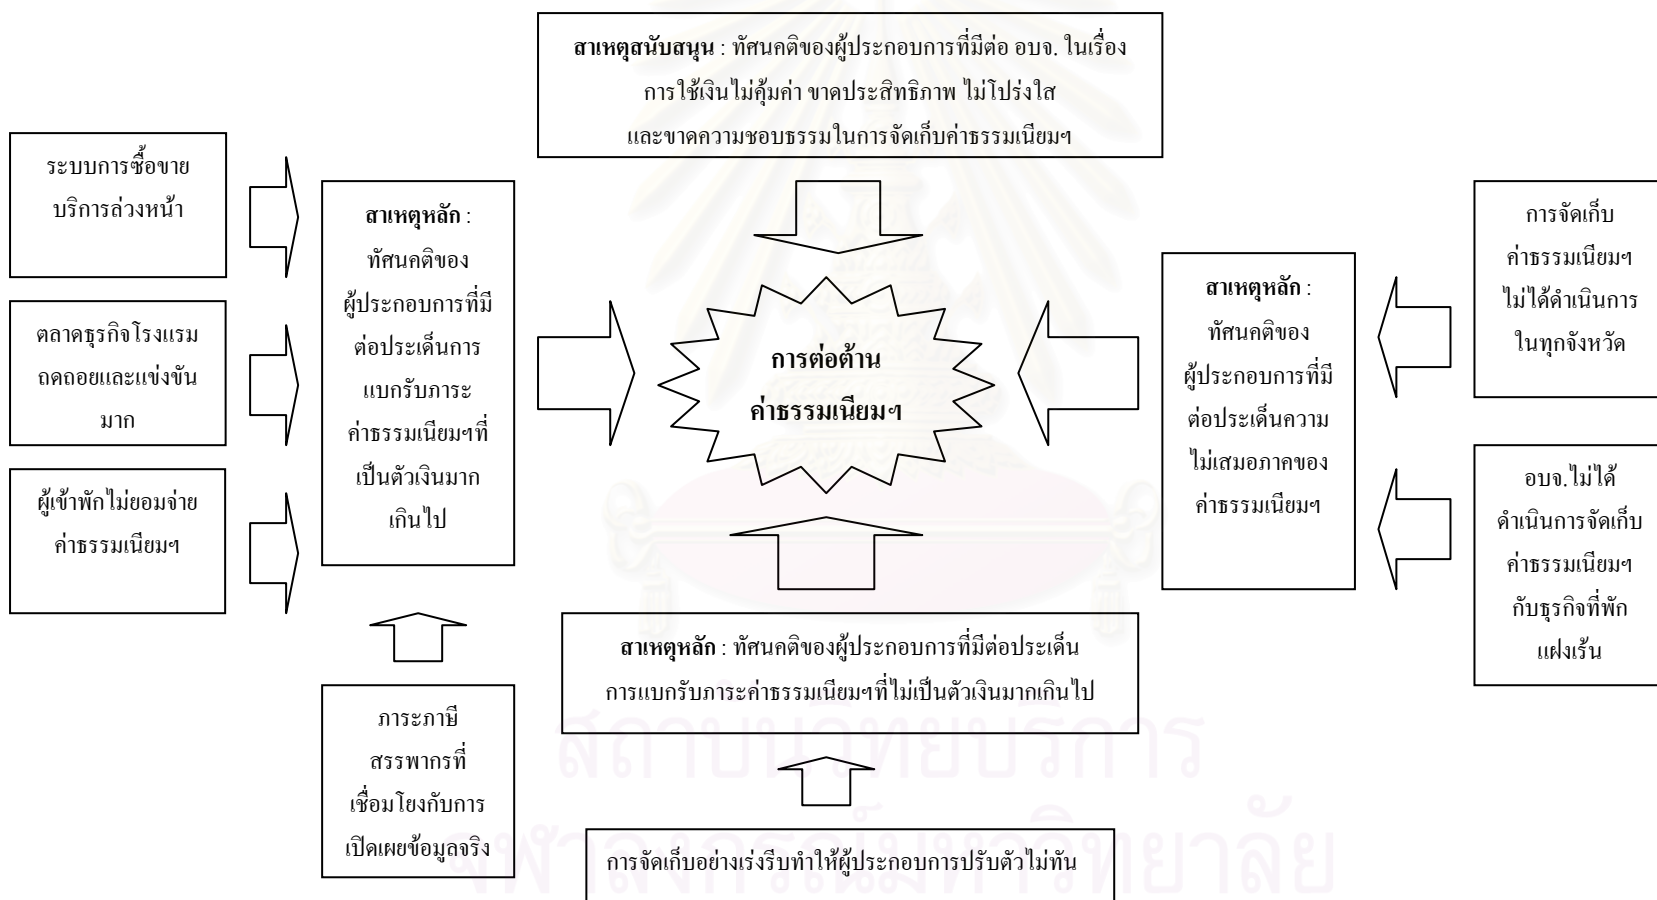 สาเหตุสนับสนุน : ทัศนคติของผู้ประกอบการที่มีต่อ อบจ. ในเรื่อง
การใช้เงินไม่คุ้มค่า ขาดประสิทธิภาพ ไม่โปร่งใส
และขาดความชอบธรรมในการจัดเก็บค่าธรรมเนียมฯ
ระบบการซื้อขาย
บริการล่วงหน้า
ตลาดธุรกิจโรงแรม
ถดถอยและแข่งขัน
มาก
ผู้เข้าพักไม่ยอมจ่าย
ค่าธรรมเนียมฯ
สาเหตุหลัก :
ทัศนคติของ
ผู้ประกอบการที่มี
ต่อประเด็นการ
แบกรับภาระ
ค่าธรรมเนียมฯที่
เป็นตัวเงินมาก
เกินไป
ภาระภาษี
สรรพากรที่
เชื่อมโยงกับการ
เปิดเผยข้อมูลจริง
การต่อต้าน
ค่าธรรมเนียมฯ
สาเหตุหลัก : ทัศนคติของผู้ประกอบการที่มีต่อประเด็น
การแบกรับภาระค่าธรรมเนียมฯที่ไม่เป็นตัวเงินมากเกินไป
การจัดเก็บอย่างเร่งรีบทำให้ผู้ประกอบการปรับตัวไม่ทัน
สาเหตุหลัก :
ทัศนคติของ
ผู้ประกอบการที่มี
ต่อประเด็นความ
ไม่เสมอภาคของ
ค่าธรรมเนียมฯ
การจัดเก็บ
ค่าธรรมเนียมฯ
ไม่ได้ดำเนินการ
ในทุกจังหวัด
อบจ.ไม่ได้
ดำเนินการจัดเก็บ
ค่าธรรมเนียมฯ
กับธุรกิจที่พัก
แฝงเร้น
สถาบันวิทยบริการ
จุฬาลงกรณ์มหาวิทยาลัย